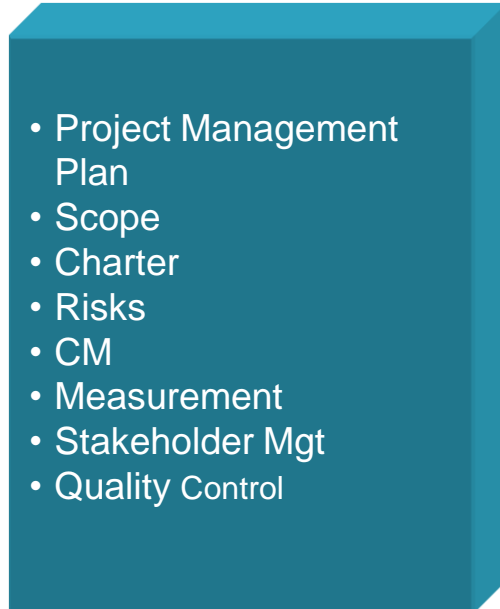 • Project Management
Plan
• Scope
• Charter
• Risks
• CM
• Measurement
• Stakeholder Mgt
• Quality Control